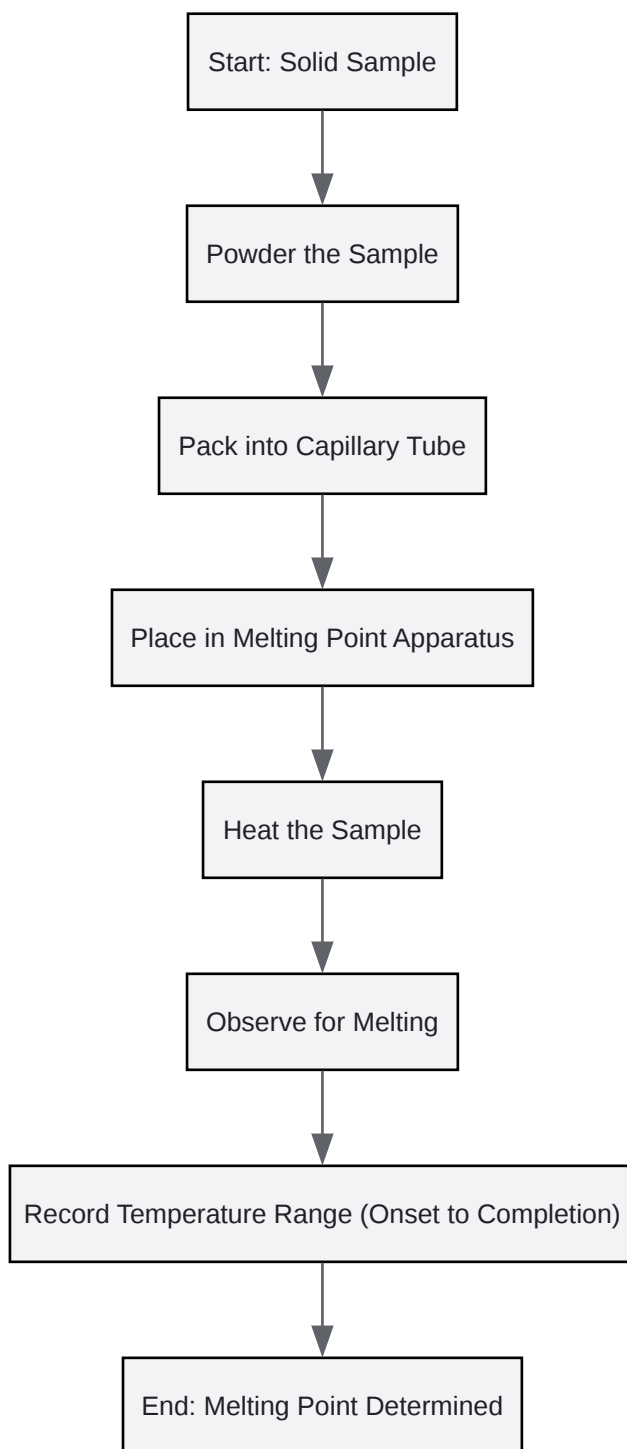 Start: Solid Sample
Powder the Sample
Pack into Capillary Tube
Place in Melting Point Apparatus
Heat the Sample
Observe for Melting
Record Temperature Range (Onset to Completion)
End: Melting Point Determined